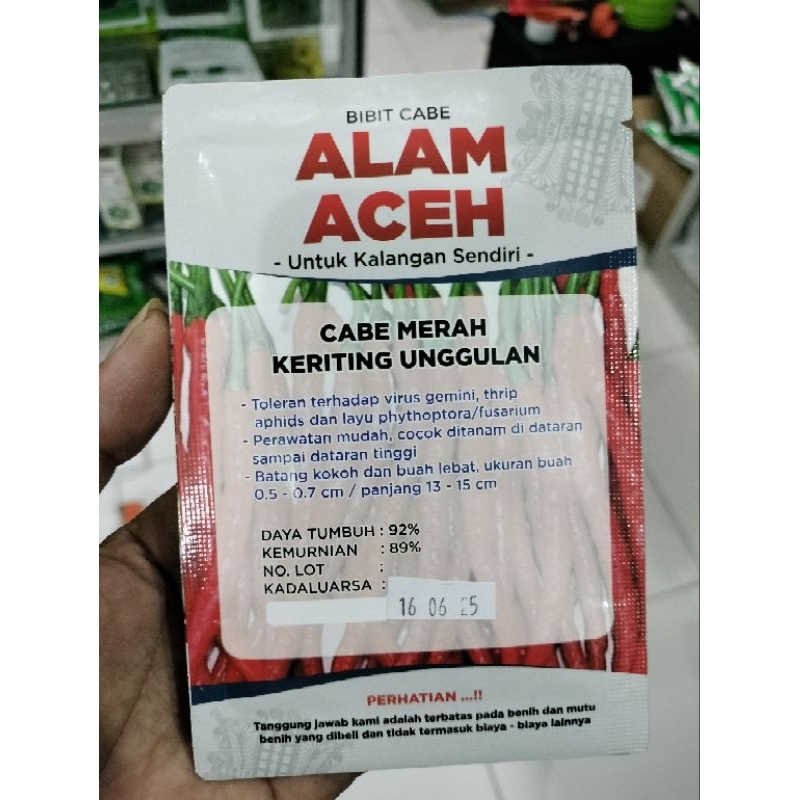 BIBIT CABE
ALAM
ACEH
- Untuk Kalangan Sendiri -
CABE MERAH
KERITING UNGGULAN
- Toleran terhadap virus gemini, thrip
aphids dan layu phythoptora/fusarium
- Perawatan mudah, cocok ditanam di dataran
sampai dataran tinggi
- Batang kokoh dan buah lebat, ukuran buah
0.5 - 0.7 cm / panjang 13 - 15 cm
DAYA TUMBUH : 92%
KEMURNIAN : 89%
NO. LOT :
KADALUARSA :
16 06 25
PERHATIAN ...!!
Tanggung jawab kami adalah terbatas pada benih dan mutu
benih yang dibeli dan tidak termasuk biaya - biaya lainnya